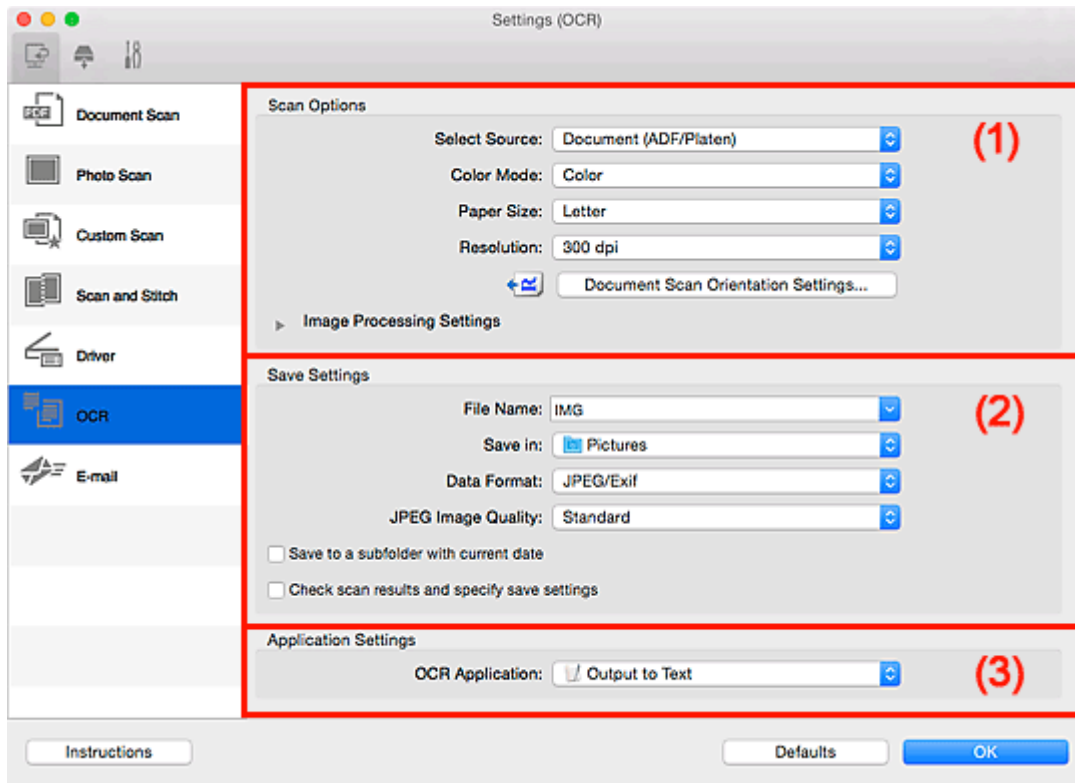 Settings (OCR)
Document Scan
Photo Scan
Custom Scan
Scan and Stitch
Driver
OCR
E-mail
Scan Options
(1)
Select Source: Document (ADF/Platen)
Color Mode: Color
Paper Size: Letter
Resolution: 300 dpi
Document Scan Orientation Settings...
Image Processing Settings
Save Settings
(2)
File Name: IMG
Save in: Pictures
Data Format: JPEG/Exif
JPEG Image Quality: Standard
Save to a subfolder with current date
Check scan results and specify save settings
Application Settings
(3)
OCR Application: Output to Text
Instructions
Defaults
OK